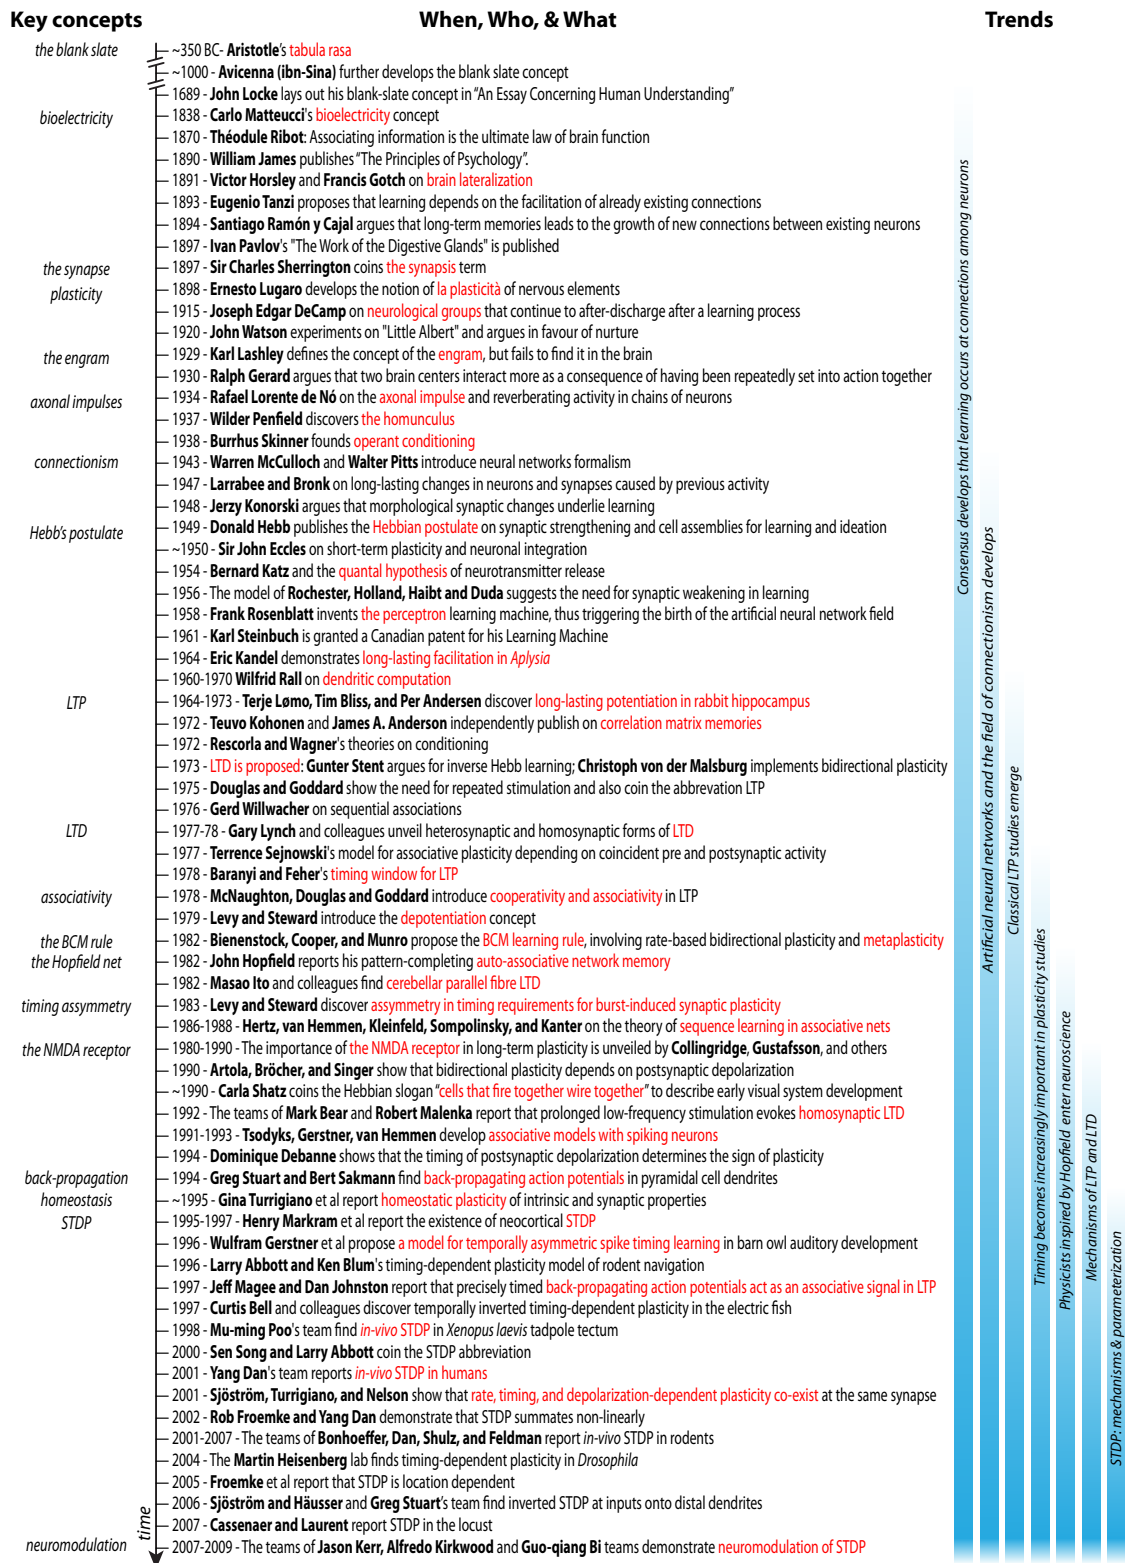 Key concepts
When, Who, & What
Trends
the blank slate
~350 BC- Aristotle's tabula rasa
~1000 - Avicenna (ibn-Sina) further develops the blank slate concept
1689 - John Locke lays out his blank-slate concept in "An Essay Concerning Human Understanding"
bioelectricity
1838 - Carlo Matteucci's bioelectricity concept
1870 - Théodule Ribot: Associating information is the ultimate law of brain function
1890 - William James publishes "The Principles of Psychology".
1891 - Victor Horsley and Francis Gotch on brain lateralization
1893 - Eugenio Tanzi proposes that learning depends on the facilitation of already existing connections
1894 - Santiago Ramón y Cajal argues that long-term memories leads to the growth of new connections between existing neurons
1897 - Ivan Pavlov's "The Work of the Digestive Glands" is published
the synapse
1897 - Sir Charles Sherrington coins the synapsis term
plasticity
1898 - Ernesto Lugaro develops the notion of la plasticità of nervous elements
1915 - Joseph Edgar DeCamp on neurological groups that continue to after-discharge after a learning process
1920 - John Watson experiments on "Little Albert" and argues in favour of nurture
the engram
1929 - Karl Lashley defines the concept of the engram, but fails to find it in the brain
1930 - Ralph Gerard argues that two brain centers interact more as a consequence of having been repeatedly set into action together
axonal impulses
1934 - Rafael Lorente de Nó on the axonal impulse and reverberating activity in chains of neurons
1937 - Wilder Penfield discovers the homunculus
1938 - Burrhus Skinner founds operant conditioning
connectionism
1943 - Warren McCulloch and Walter Pitts introduce neural networks formalism
1947 - Larrabee and Bronk on long-lasting changes in neurons and synapses caused by previous activity
1948 - Jerzy Konorski argues that morphological synaptic changes underlie learning
Hebb's postulate
1949 - Donald Hebb publishes the Hebbian postulate on synaptic strengthening and cell assemblies for learning and ideation
~1950 - Sir John Eccles on short-term plasticity and neuronal integration
1954 - Bernard Katz and the quantal hypothesis of neurotransmitter release
1956 - The model of Rochester, Holland, Haibt and Duda suggests the need for synaptic weakening in learning
1958 - Frank Rosenblatt invents the perceptron learning machine, thus triggering the birth of the artificial neural network field
1961 - Karl Steinbuch is granted a Canadian patent for his Learning Machine
1964 - Eric Kandel demonstrates long-lasting facilitation in Aplysia
1960-1970 Wilfrid Rall on dendritic computation
LTP
1964-1973 - Terje Lømo, Tim Bliss, and Per Andersen discover long-lasting potentiation in rabbit hippocampus
1972 - Teuvo Kohonen and James A. Anderson independently publish on correlation matrix memories
1972 - Rescorla and Wagner's theories on conditioning
1973 - LTD is proposed: Gunter Stent argues for inverse Hebb learning; Christoph von der Malsburg implements bidirectional plasticity
1975 - Douglas and Goddard show the need for repeated stimulation and also coin the abbrevation LTP
1976 - Gerd Willwacher on sequential associations
LTD
1977-78 - Gary Lynch and colleagues unveil heterosynaptic and homosynaptic forms of LTD
1977 - Terrence Sejnowski's model for associative plasticity depending on coincident pre and postsynaptic activity
1978 - Baranyi and Feher's timing window for LTP
associativity
1978 - McNaughton, Douglas and Goddard introduce cooperativity and associativity in LTP
1979 - Levy and Steward introduce the depotentiation concept
the BCM rule
1982 - Bienenstock, Cooper, and Munro propose the BCM learning rule, involving rate-based bidirectional plasticity and metaplasticity
the Hopfield net
1982 - John Hopfield reports his pattern-completing auto-associative network memory
1982 - Masao Ito and colleagues find cerebellar parallel fibre LTD
timing assymmetry
1983 - Levy and Steward discover assymmetry in timing requirements for burst-induced synaptic plasticity
1986-1988 - Hertz, van Hemmen, Kleinfeld, Sompolinsky, and Kanter on the theory of sequence learning in associative nets
the NMDA receptor
1980-1990 - The importance of the NMDA receptor in long-term plasticity is unveiled by Collingridge, Gustafsson, and others
1990 - Artola, Bröcher, and Singer show that bidirectional plasticity depends on postsynaptic depolarization
~1990 - Carla Shatz coins the Hebbian slogan "cells that fire together wire together" to describe early visual system development
1992 - The teams of Mark Bear and Robert Malenka report that prolonged low-frequency stimulation evokes homosynaptic LTD
1991-1993 - Tsodyks, Gerstner, van Hemmen develop associative models with spiking neurons
1994 - Dominique Debanne shows that the timing of postsynaptic depolarization determines the sign of plasticity
back-propagation
1994 - Greg Stuart and Bert Sakmann find back-propagating action potentials in pyramidal cell dendrites
homeostasis
~1995 - Gina Turrigiano et al report homeostatic plasticity of intrinsic and synaptic properties
STDP
1995-1997 - Henry Markram et al report the existence of neocortical STDP
1996 - Wulfram Gerstner et al propose a model for temporally asymmetric spike timing learning in barn owl auditory development
1996 - Larry Abbott and Ken Blum's timing-dependent plasticity model of rodent navigation
1997 - Jeff Magee and Dan Johnston report that precisely timed back-propagating action potentials act as an associative signal in LTP
1997 - Curtis Bell and colleagues discover temporally inverted timing-dependent plasticity in the electric fish
1998 - Mu-ming Poo's team find in-vivo STDP in Xenopus laevis tadpole tectum
2000 - Sen Song and Larry Abbott coin the STDP abbreviation
2001 - Yang Dan's team reports in-vivo STDP in humans
2001 - Sjöström, Turrigiano, and Nelson show that rate, timing, and depolarization-dependent plasticity co-exist at the same synapse
2002 - Rob Froemke and Yang Dan demonstrate that STDP summates non-linearly
2001-2007 - The teams of Bonhoeffer, Dan, Shulz, and Feldman report in-vivo STDP in rodents
2004 - The Martin Heisenberg lab finds timing-dependent plasticity in Drosophila
2005 - Froemke et al report that STDP is location dependent
2006 - Sjöström and Häusser and Greg Stuart's team find inverted STDP at inputs onto distal dendrites
2007 - Cassenaer and Laurent report STDP in the locust
neuromodulation
2007-2009 - The teams of Jason Kerr, Alfredo Kirkwood and Guo-qiang Bi teams demonstrate neuromodulation of STDP
time
Consensus develops that learning occurs at connections among neurons
Artificial neural networks and the field of connectionism develops
Classical LTP studies emerge
Timing becomes increasingly important in plasticity studies
Physicists inspired by Hopfield enter neuroscience
Mechanisms of LTP and LTD
STDP: mechanisms & parameterization